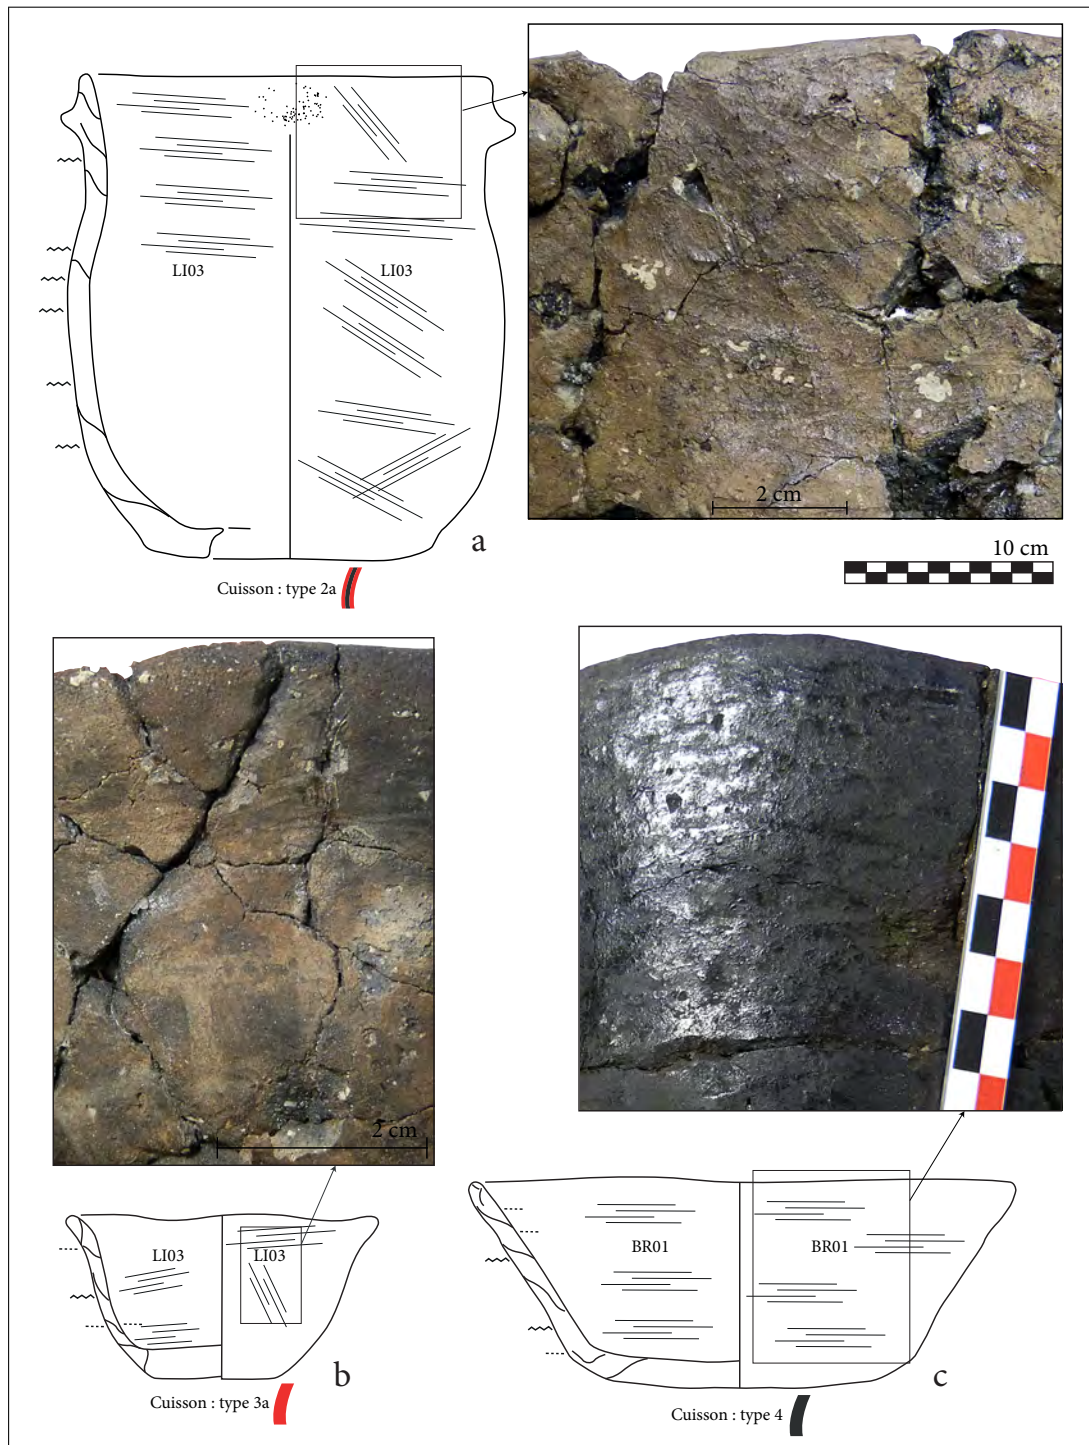 LI03
LI03
a
2 cm
10 cm
Cuisson : type 2a
2 cm
LI03
LI03
b
Cuisson : type 3a
BR01
BR01
c
Cuisson : type 4